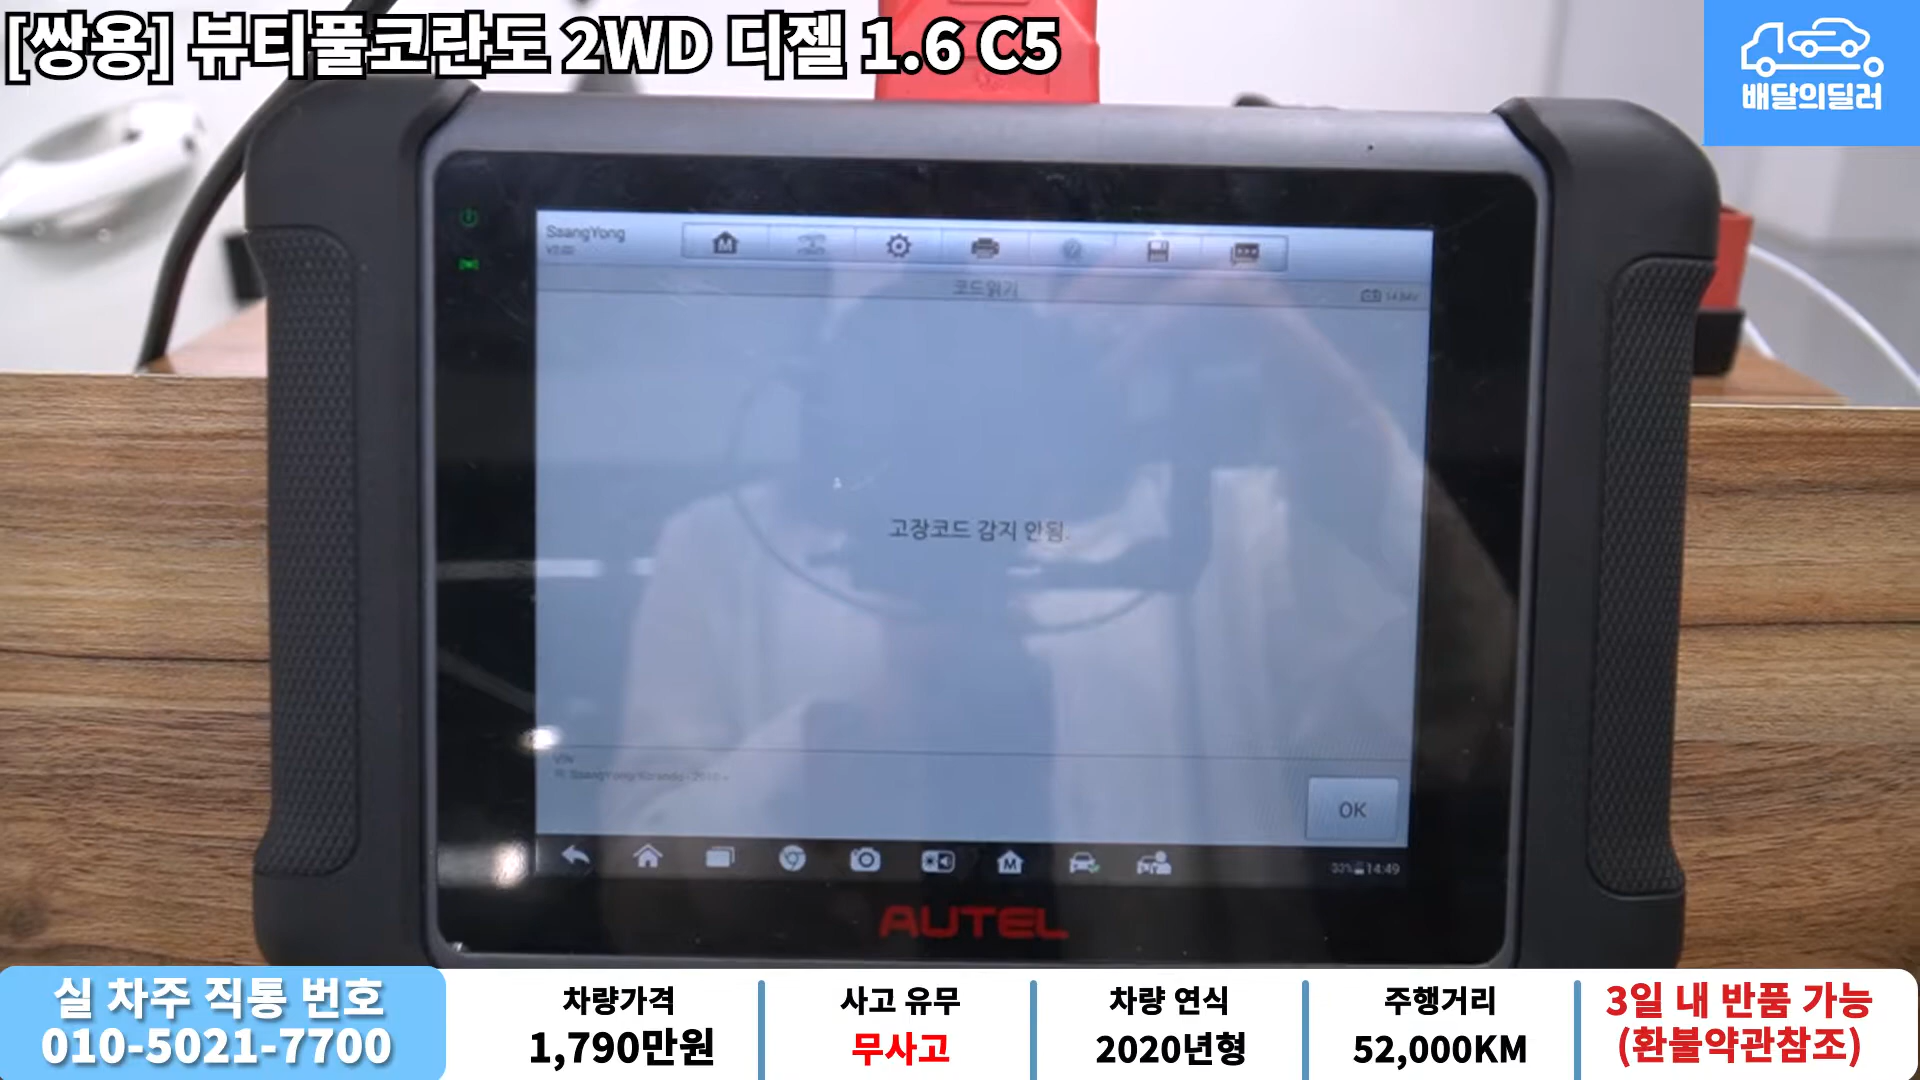 [쌍용] 뷰티풀코란도 2WD 디젤 1.6 C5
배달의딜러
SsangYong
코드읽기
고장코드 감지 안됨.
VIN
OK
14:49
AUTEL
실 차주 직통 번호
010-5021-7700
차량가격
1,790만원
사고 유무
무사고
차량 연식
2020년형
주행거리
52,000KM
3일 내 반품 가능
(환불약관참조)